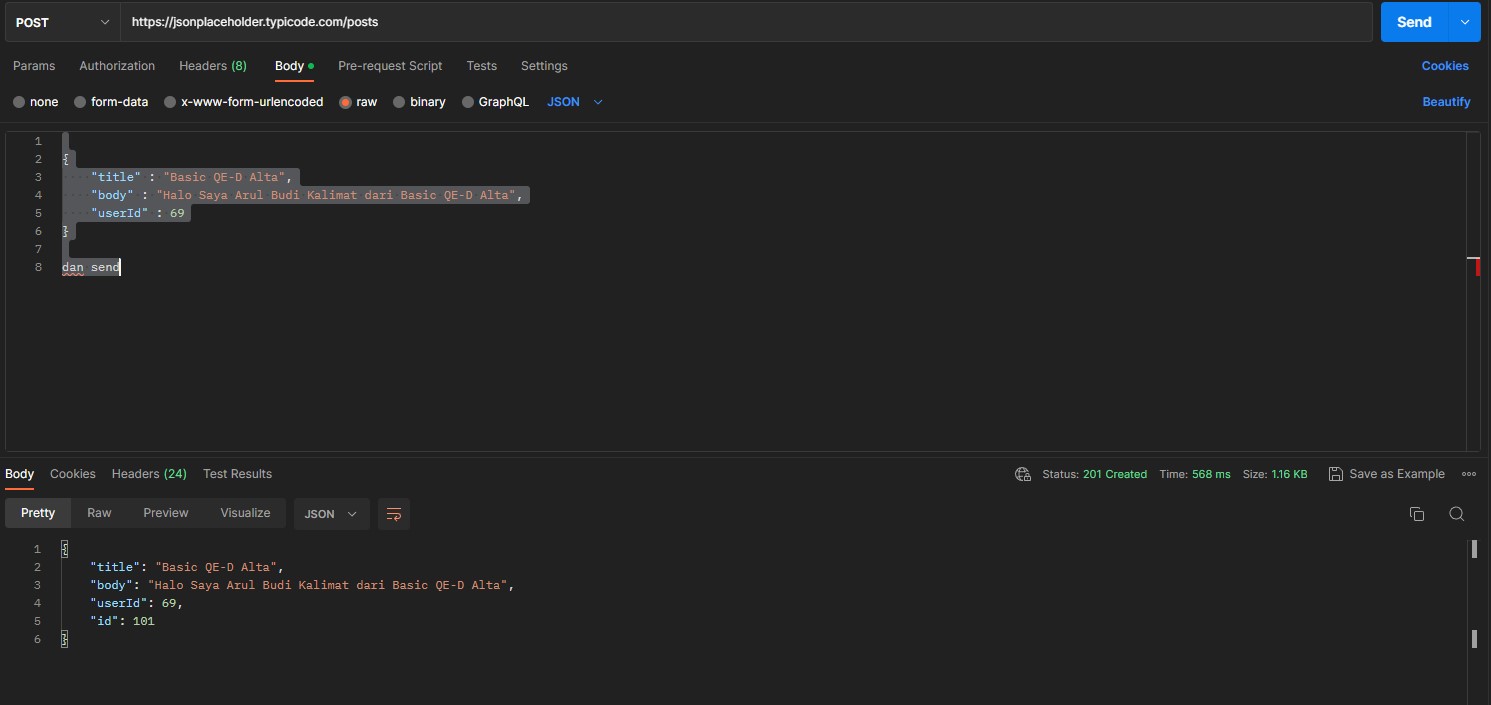 POST https://jsonplaceholder.typicode.com/posts Send
Params Authorization Headers (8) Body Pre-request Script Tests Settings Cookies
none form-data x-www-form-urlencoded raw binary GraphQL JSON Beautify
1
2 {
3 "title" : "Basic QE-D Alta",
4 "body" : "Halo Saya Arul Budi Kalimat dari Basic QE-D Alta",
5 "userId" : 69
6 }
7
8 dan send
Body Cookies Headers (24) Test Results Status: 201 Created Time: 568 ms Size: 1.16 KB Save as Example
Pretty Raw Preview Visualize JSON
1 {
2 "title": "Basic QE-D Alta",
3 "body": "Halo Saya Arul Budi Kalimat dari Basic QE-D Alta",
4 "userId": 69,
5 "id": 101
6 }